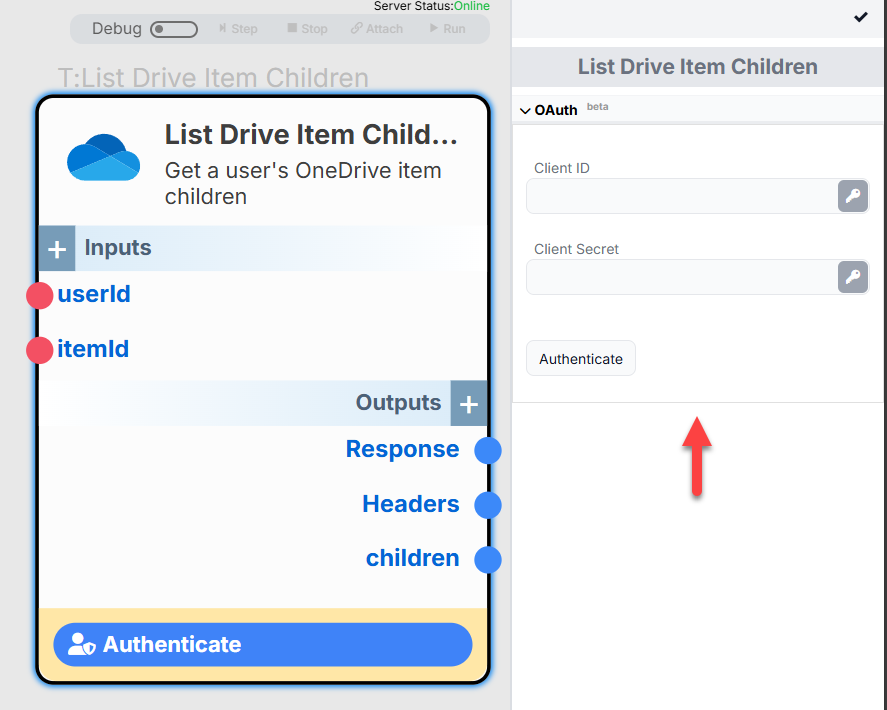 Server Status:Online
Debug
Step
Stop
Attach
Run
T:List Drive Item Children
List Drive Item Child...
Get a user's OneDrive item
children
+ Inputs
userId
itemId
Outputs +
Response
Headers
children
Authenticate
List Drive Item Children
OAuth beta
Client ID
Client Secret
Authenticate